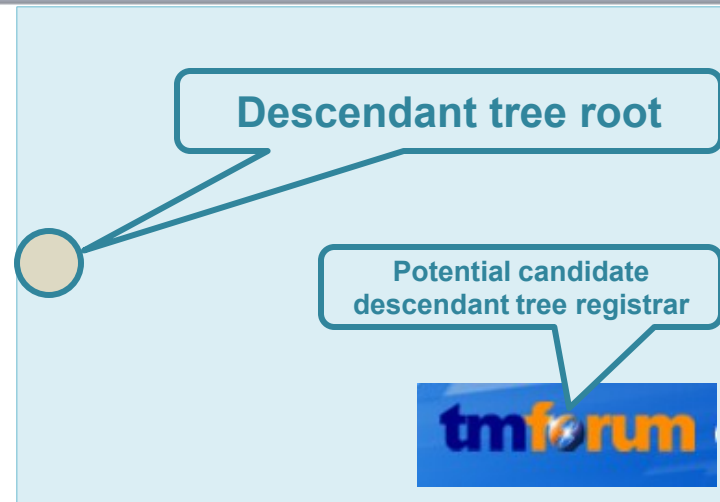 Descendant tree root
Potential candidate
descendant tree registrar
tmforum